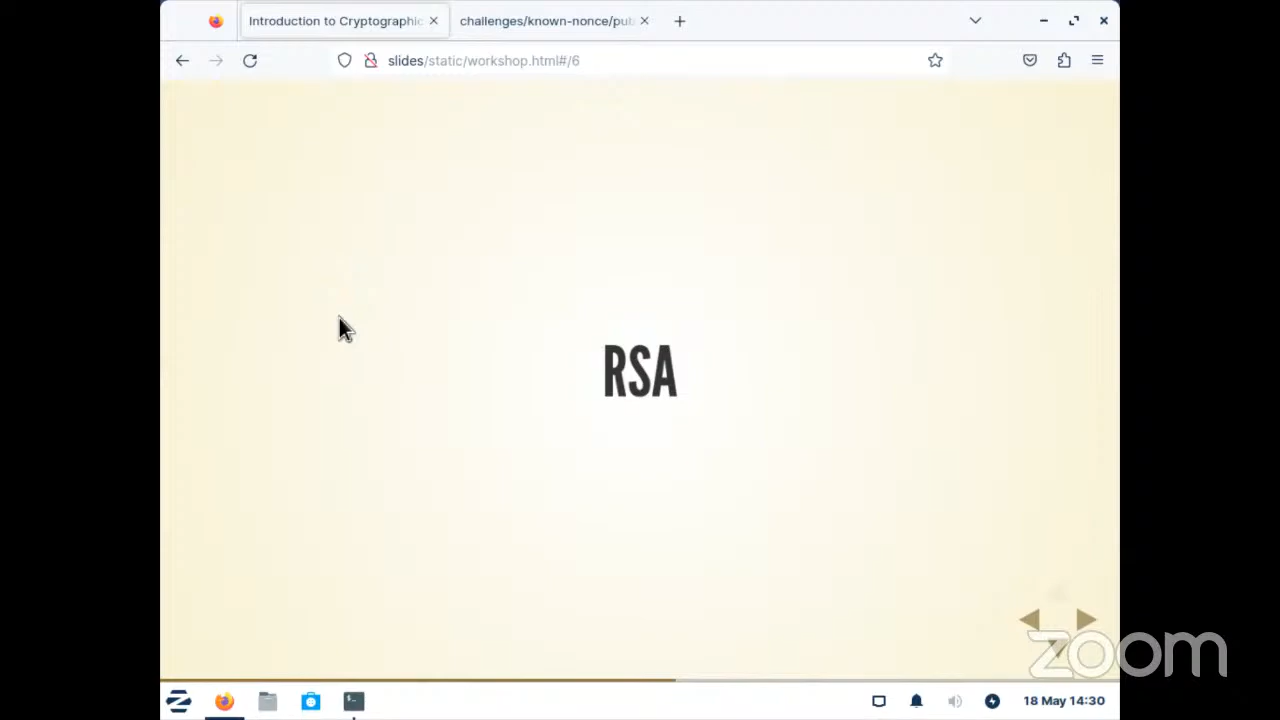 Introduction to Cryptographic
challenges/known-nonce/pub
slides/static/workshop.html#/6
RSA
zoom
18 May 14:30